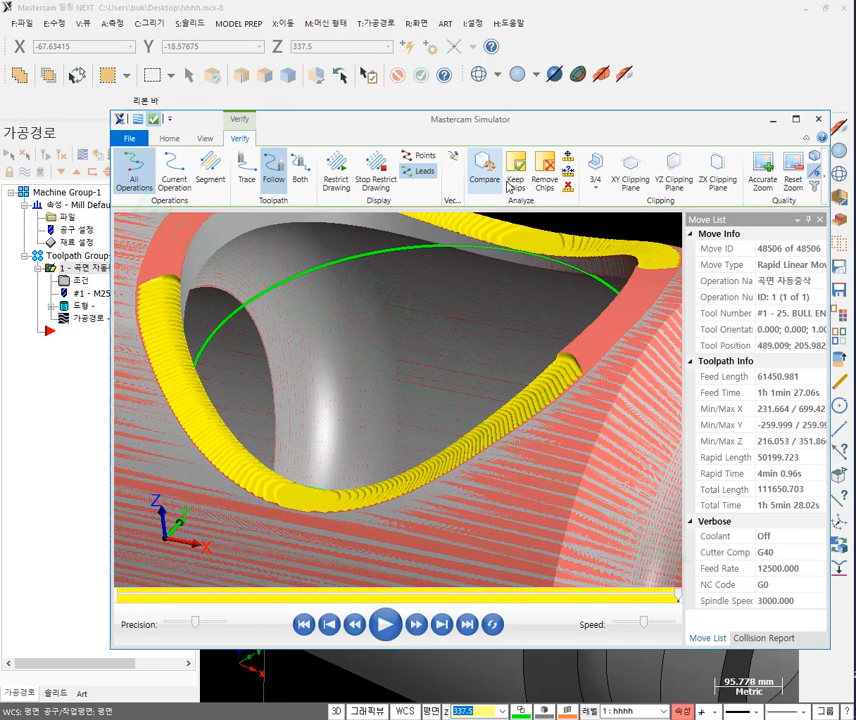 Mastercam 밀링 NEXT C:\Users\buk\Desktop\hhhh.mcx-8
F:파일 E:수정 V:뷰 A:측정 C:그리기 S:솔리드 MODEL PREP X:이동 M:머신 형태 T:가공경로 R:화면 ART I:설정 H:도움말
X -67.63415 Y -18.57675 Z 337.5
리본 바
가공경로
Machine Group-1
속성 - Mill Defau
파일
공구 설정
재료 설정
Toolpath Group-
1 - 곡면 자동
조건
#1 - M25
도형 -
가공경로 -
가공경로 솔리드 Art
Verify Mastercam Simulator
File Home View Verify
All Operations
Current Operation
Segment
Operations
Trace Follow Both
Toolpath
Restrict Drawing
Stop Restrict Drawing
Points
Leads
Display
Vec...
Compare
Keep Chips
Remove Chips
Analyze
3/4
XY Clipping Plane
YZ Clipping Plane
ZX Clipping Plane
Clipping
Accurate Zoom
Reset Zoom
Quality
Z
Y
X
Precision:
Speed:
Move List
Move Info
Move ID 48506 of 48506
Move Type Rapid Linear Mov
Operation Na 곡면 자동중삭
Operation Nu ID: 1 (1 of 1)
Tool Number #1 - 25. BULL EN
Tool Orientati 0.000; 0.000; 1.00
Tool Position 489.009; 205.982
Toolpath Info
Feed Length 61450.981
Feed Time 1h 1min 27.06s
Min/Max X 231.664 / 699.42
Min/Max Y -259.999 / 259.9
Min/Max Z 216.053 / 351.86
Rapid Length 50199.723
Rapid Time 4min 0.96s
Total Length 111650.703
Total Time 1h 5min 28.02s
Verbose
Coolant Off
Cutter Comp G40
Feed Rate 12500.000
NC Code G0
Spindle Speed 3000.000
Move List Collision Report
Z
X
95.778 mm
Metric
WCS: 평면 공구/작업평면: 평면
3D 그래픽뷰 WCS 평면 Z 337.5 레벨 1 : hhhh 속성 그룹 ?